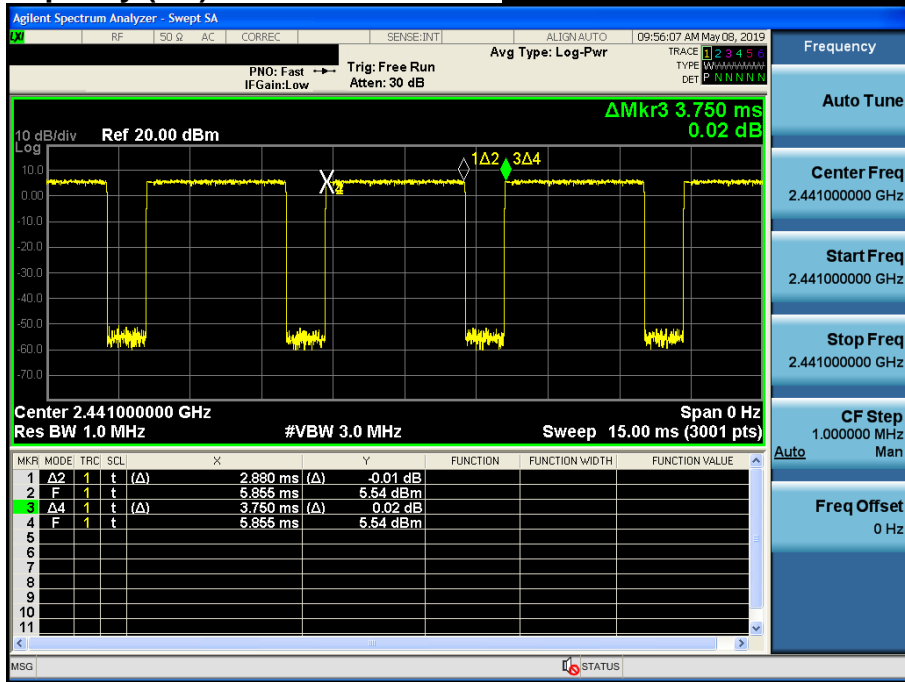 Agilent Spectrum Analyzer - Swept SA
LXI RF 50 Ω AC CORREC SENSE:INT ALIGNAUTO 09:56:07 AM May 08, 2019
Avg Type: Log-Pwr TRACE 1 2 3 4 5 6
PNO: Fast Trig: Free Run TYPE WWWWWW
IFGain:Low Atten: 30 dB DET P N N N N N
ΔMkr3 3.750 ms
0.02 dB
10 dB/div Ref 20.00 dBm
Log
1Δ2 3Δ4
10.0
0.00
-10.0
-20.0
-30.0
-40.0
-50.0
-60.0
-70.0
Center 2.441000000 GHz Span 0 Hz
Res BW 1.0 MHz #VBW 3.0 MHz Sweep 15.00 ms (3001 pts)
MKR MODE TRC SCL X Y FUNCTION FUNCTION WIDTH FUNCTION VALUE
1 Δ2 1 t (Δ) 2.880 ms (Δ) -0.01 dB
2 F 1 t 5.855 ms 5.54 dBm
3 Δ4 1 t (Δ) 3.750 ms (Δ) 0.02 dB
4 F 1 t 5.855 ms 5.54 dBm
5
6
7
8
9
10
11
MSG STATUS
Frequency
Auto Tune
Center Freq
2.441000000 GHz
Start Freq
2.441000000 GHz
Stop Freq
2.441000000 GHz
CF Step
1.000000 MHz
Auto Man
Freq Offset
0 Hz